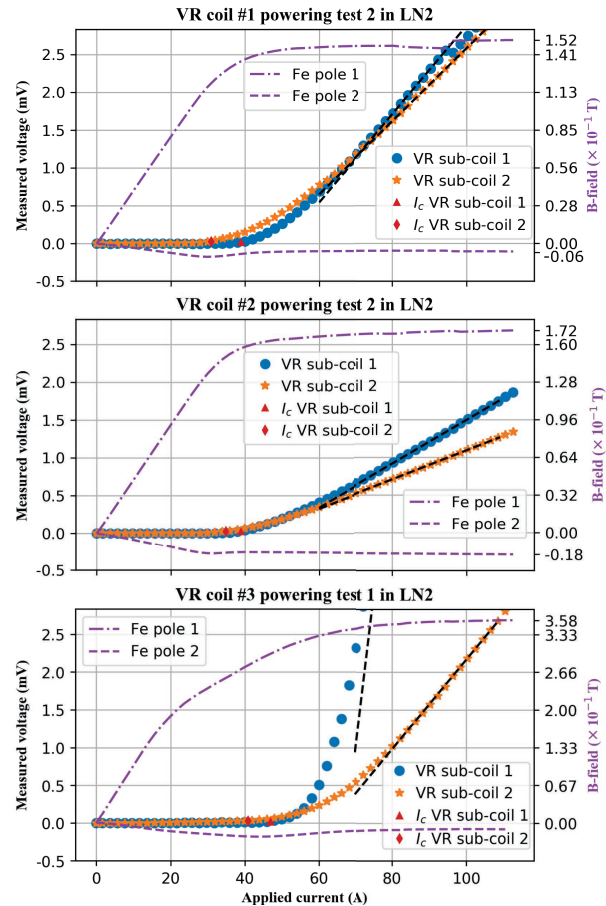 VR coil #1 powering test 2 in LN2
Measured voltage (mV)
2.5
2.0
1.5
1.0
0.5
0.0
-0.5
Fe pole 1
Fe pole 2
VR sub-coil 1
VR sub-coil 2
I_c VR sub-coil 1
I_c VR sub-coil 2
1.52
1.41
1.13
0.85
0.56
0.28
0.00
-0.06
B-field (× 10⁻¹ T)
VR coil #2 powering test 2 in LN2
Measured voltage (mV)
2.5
2.0
1.5
1.0
0.5
0.0
-0.5
VR sub-coil 1
VR sub-coil 2
I_c VR sub-coil 1
I_c VR sub-coil 2
Fe pole 1
Fe pole 2
1.72
1.60
1.28
0.96
0.64
0.32
0.00
-0.18
B-field (× 10⁻¹ T)
VR coil #3 powering test 1 in LN2
Measured voltage (mV)
2.5
2.0
1.5
1.0
0.5
0.0
-0.5
Fe pole 1
Fe pole 2
VR sub-coil 1
VR sub-coil 2
I_c VR sub-coil 1
I_c VR sub-coil 2
3.58
3.33
2.66
2.00
1.33
0.67
0.00
B-field (× 10⁻¹ T)
0 20 40 60 80 100
Applied current (A)